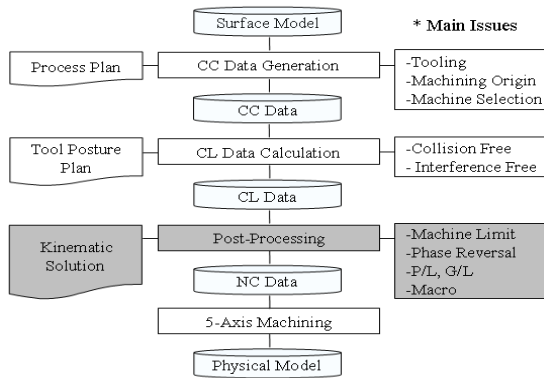 Surface Model
* Main Issues
Process Plan
CC Data Generation
-Tooling
-Machining Origin
-Machine Selection
CC Data
Tool Posture
Plan
CL Data Calculation
-Collision Free
- Interference Free
CL Data
Kinematic
Solution
Post-Processing
-Machine Limit
-Phase Reversal
-P/L, G/L
-Macro
NC Data
5-Axis Machining
Physical Model